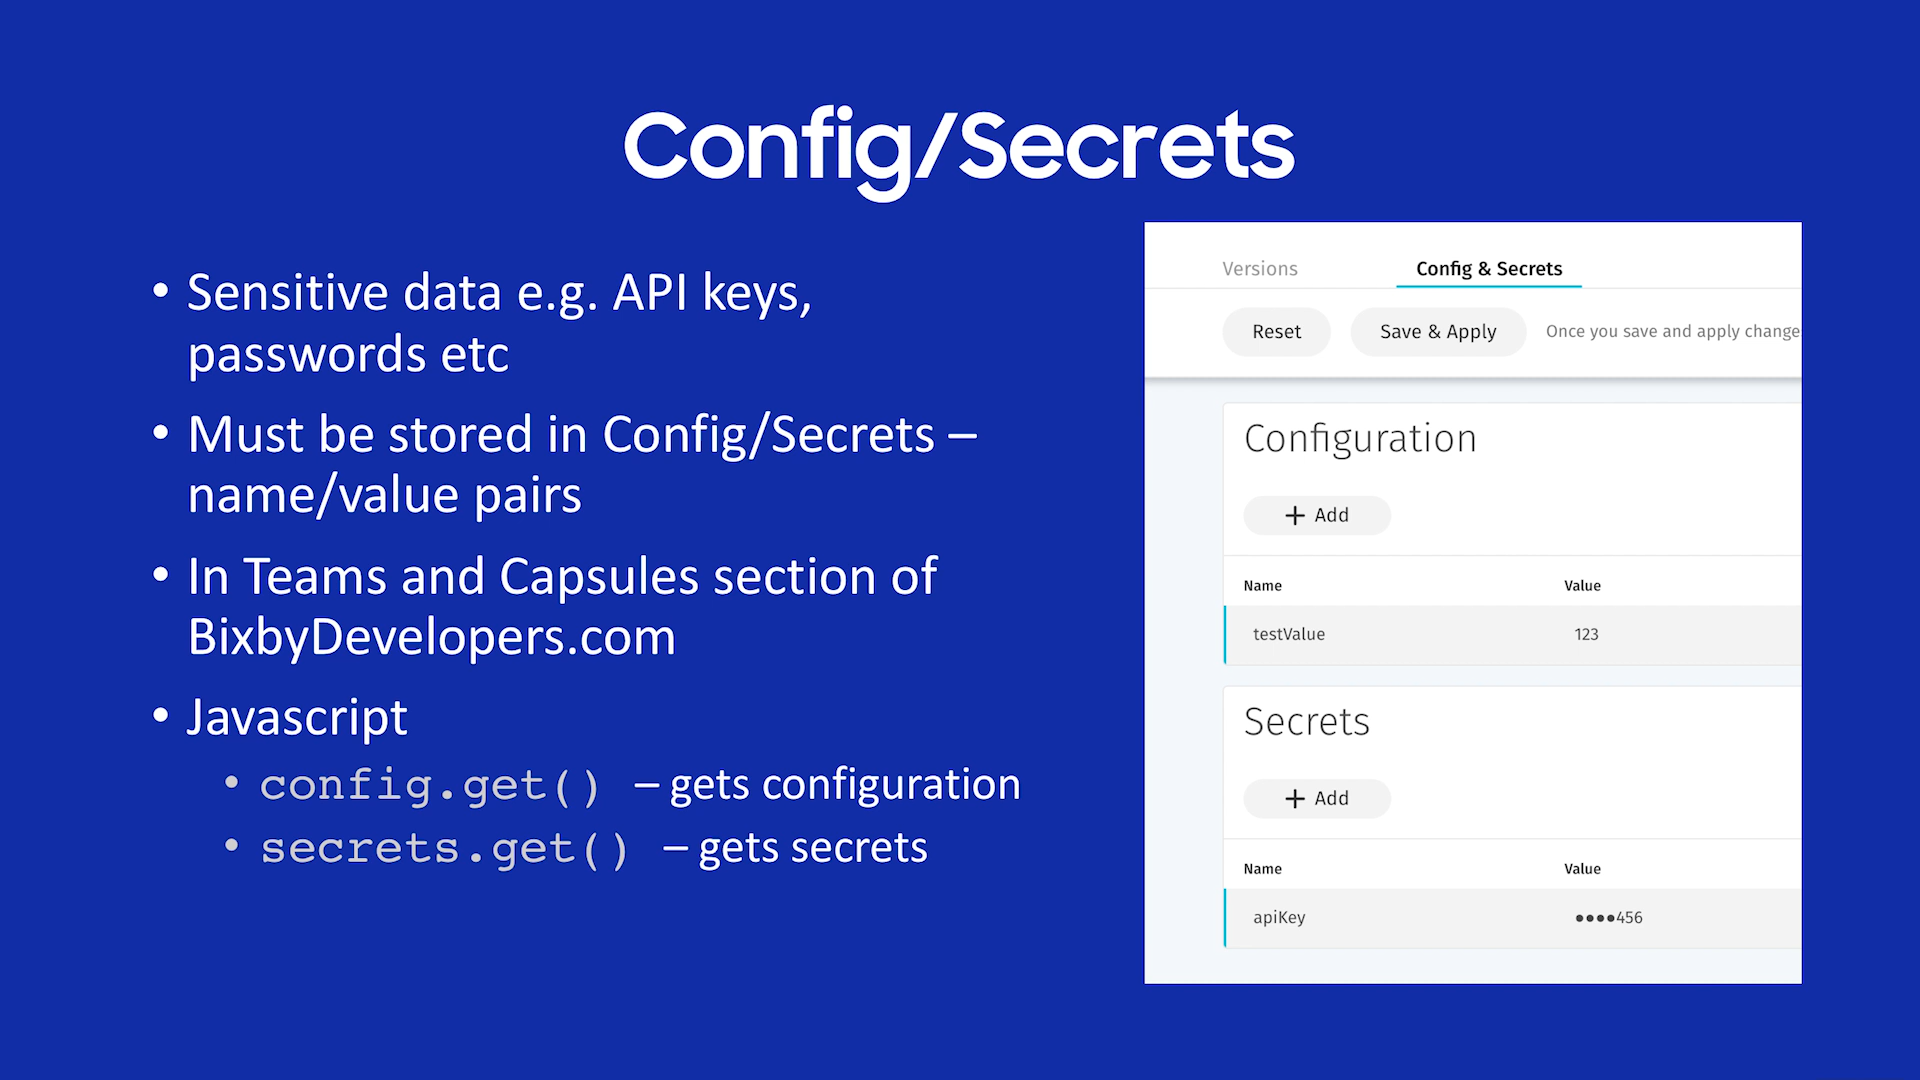 Config/Secrets
• Sensitive data e.g. API keys,
passwords etc
• Must be stored in Config/Secrets –
name/value pairs
• In Teams and Capsules section of
BixbyDevelopers.com
• Javascript
• config.get() – gets configuration
• secrets.get() – gets secrets
Versions Config & Secrets
Reset Save & Apply Once you save and apply change
Configuration
+ Add
Name Value
testValue 123
Secrets
+ Add
Name Value
apiKey ●●●●456